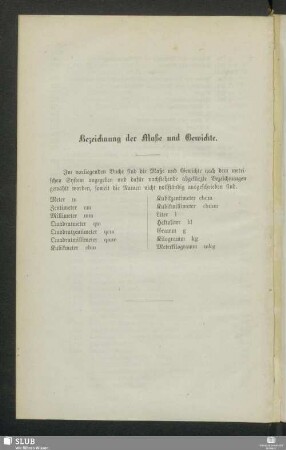 Bezeichnung der Maße und Gewichte.
Im vorliegenden Buche sind die Maße und Gewichte nach dem metri-
schen System angegeben und dafür nachstehende abgekürzte Bezeichnungen
gewählt worden, soweit die Namen nicht vollständig ausgeschrieben sind.
Meter m
Zentimeter cm
Millimeter mm
Quadratmeter qm
Quadratzentimeter qcm
Quadratmillimeter qmm
Kubikmeter cbm
Kubikzentimeter cbcm
Kubikmillimeter cbmm
Liter l
Hektoliter hl
Gramm g
Kilogramm kg
Meterkilogramm mkg
SLUB
Wir führen Wissen.